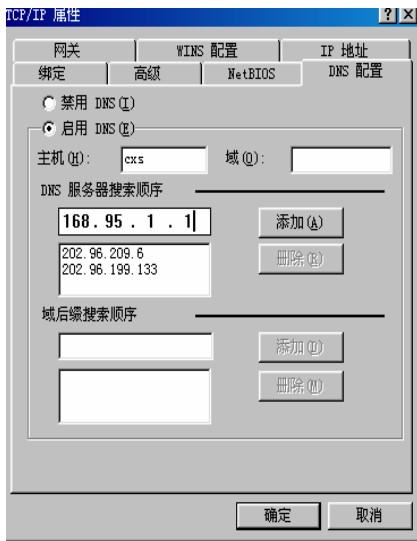 TCP/IP 属性
网关 WINS 配置 IP 地址
绑定 高级 NetBIOS DNS 配置
禁用 DNS(I)
启用 DNS(E)
主机(H): cxs 域(O):
DNS 服务器搜索顺序
168. 95 . 1 . 1 添加(A)
202.96.209.6
202.96.199.133
删除(R)
域后缀搜索顺序
添加(D)
删除(M)
确定 取消